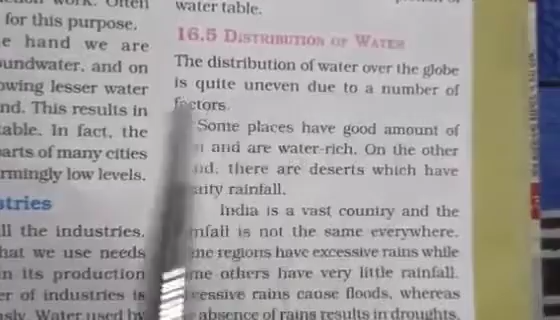 for this purpose.
e hand we are
undwater, and on
owing lesser water
nd. This results in
able. In fact, the
arts of many cities
rmingly low levels.
stries
ll the industries.
hat we use needs
in its production
er of industries is
Water used by
water table.
16.5 DISTRIBUTION OF WATER
The distribution of water over the globe
is quite uneven due to a number of
factors.
Some places have good amount of
and are water-rich. On the other
there are deserts which have
rainfall.
India is a vast country and the
nfall is not the same everywhere.
me regions have excessive rains while
me others have very little rainfall.
cessive rains cause floods, whereas
absence of rains results in droughts.